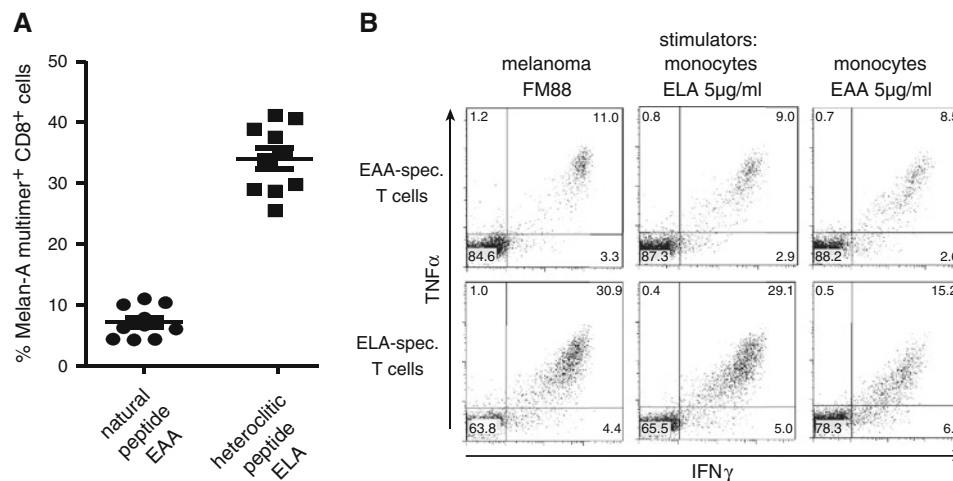 A
% Melan-A multimer+ CD8+ cells
50
40
30
20
10
0
natural
peptide
EAA
heteroclitic
peptide
ELA
B
stimulators:
melanoma
FM88
monocytes
ELA 5µg/ml
monocytes
EAA 5µg/ml
EAA-spec.
T cells
1.2 11.0
84.6 3.3
0.8 9.0
87.3 2.9
0.7 8.5
88.2 2.6
ELA-spec.
T cells
1.0 30.9
63.8 4.4
0.4 29.1
65.5 5.0
0.5 15.2
78.3 6.
TNFα
IFNγ